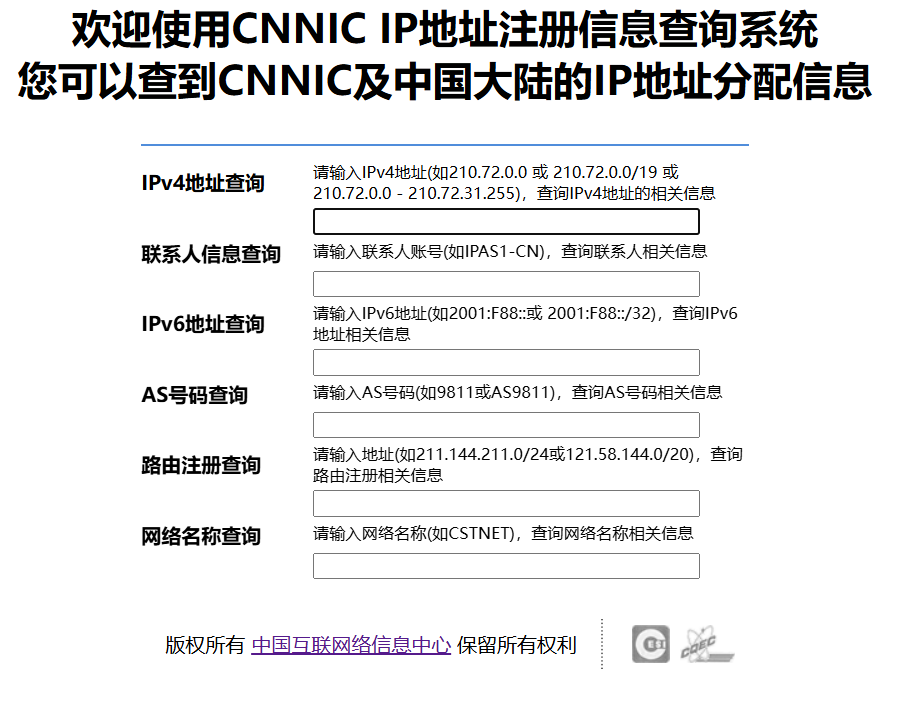 欢迎使用CNNIC IP地址注册信息查询系统
您可以查到CNNIC及中国大陆的IP地址分配信息
IPv4地址查询
请输入IPv4地址(如210.72.0.0 或 210.72.0.0/19 或
210.72.0.0 - 210.72.31.255)，查询IPv4地址的相关信息
联系人信息查询
请输入联系人账号(如IPAS1-CN)，查询联系人相关信息
IPv6地址查询
请输入IPv6地址(如2001:F88::或 2001:F88::/32)，查询IPv6
地址相关信息
AS号码查询
请输入AS号码(如9811或AS9811)，查询AS号码相关信息
路由注册查询
请输入地址(如211.144.211.0/24或121.58.144.0/20)，查询
路由注册相关信息
网络名称查询
请输入网络名称(如CSTNET)，查询网络名称相关信息
版权所有 中国互联网络信息中心 保留所有权利
CQEC